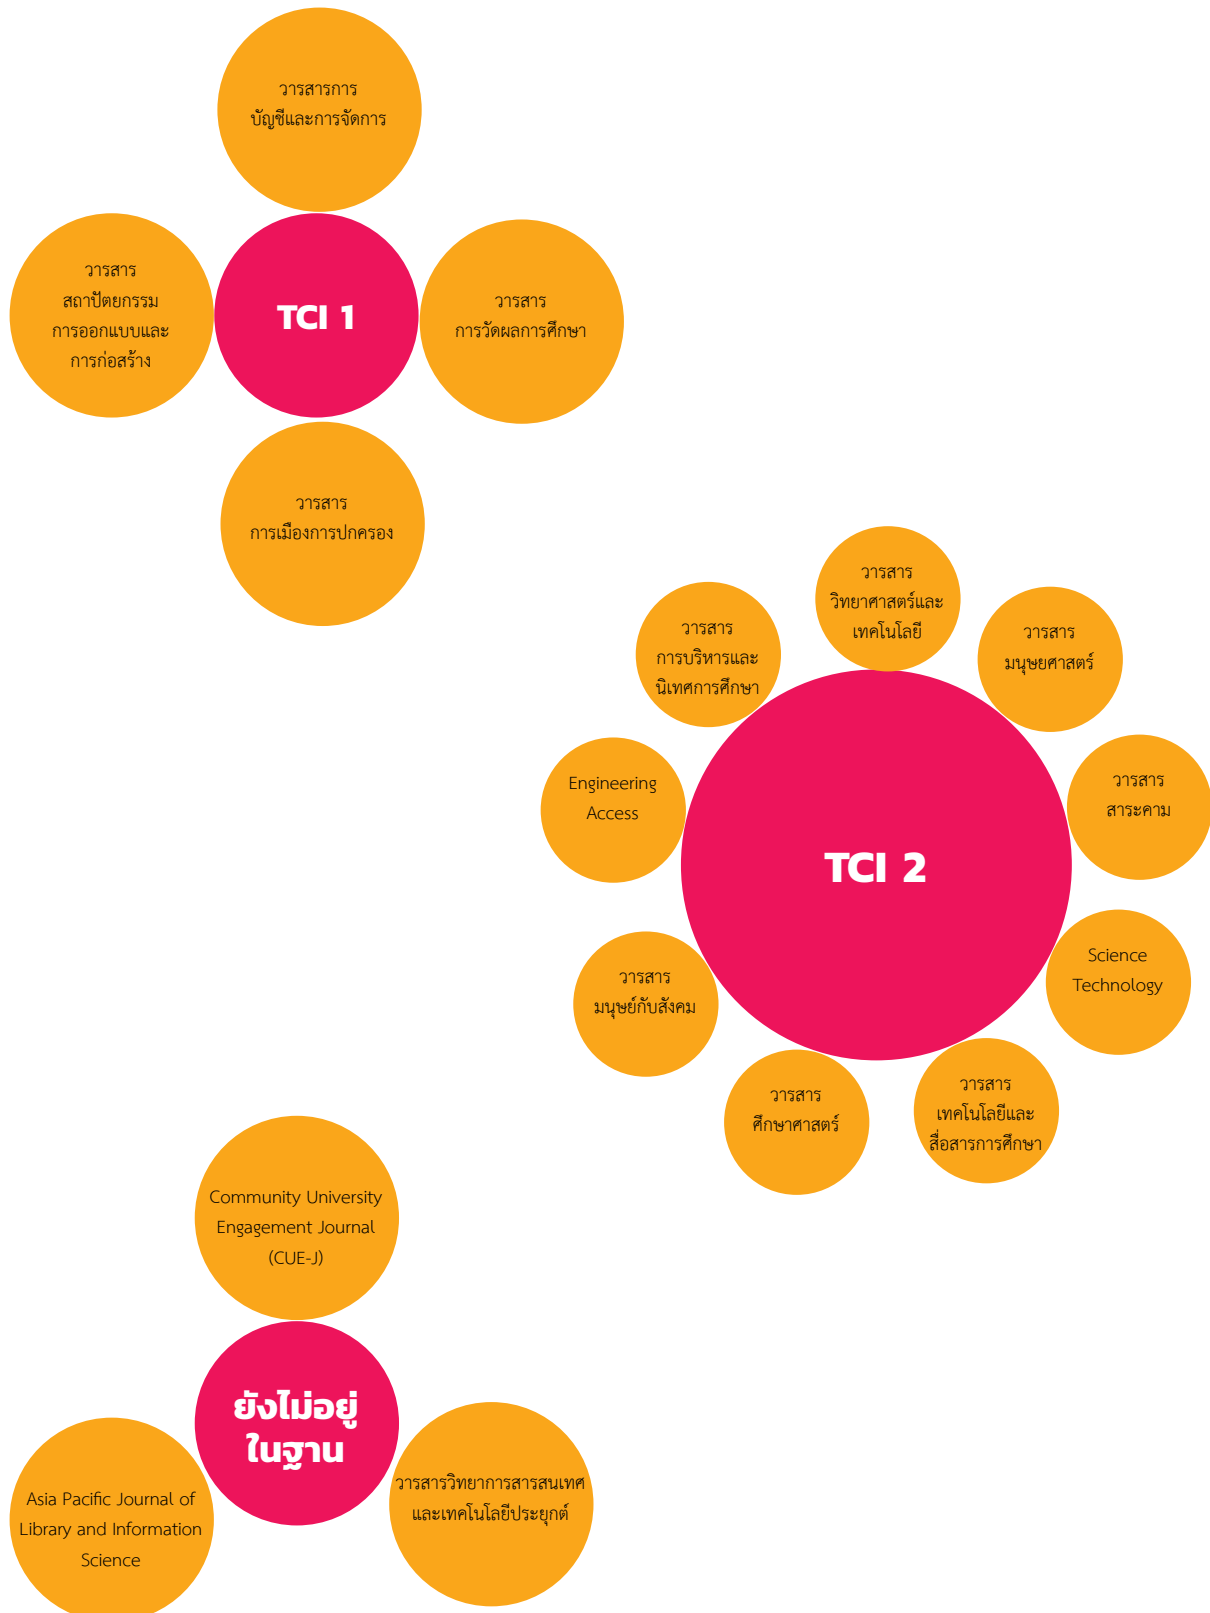 วารสารการ
บัญชีและการจัดการ
วารสาร
สถาปัตยกรรม
การออกแบบและ
การก่อสร้าง
TCI 1
วารสาร
การวัดผลการศึกษา
วารสาร
การเมืองการปกครอง
วารสาร
วิทยาศาสตร์และ
เทคโนโลยี
วารสาร
การบริหารและ
นิเทศการศึกษา
วารสาร
มนุษยศาสตร์
Engineering
Access
วารสาร
สาระคาม
TCI 2
Science
Technology
วารสาร
มนุษย์กับสังคม
วารสาร
ศึกษาศาสตร์
วารสาร
เทคโนโลยีและ
สื่อสารการศึกษา
Community University
Engagement Journal
(CUE-J)
ยังไม่อยู่
ในฐาน
Asia Pacific Journal of
Library and Information
Science
วารสารวิทยาการสารสนเทศ
และเทคโนโลยีประยุกต์